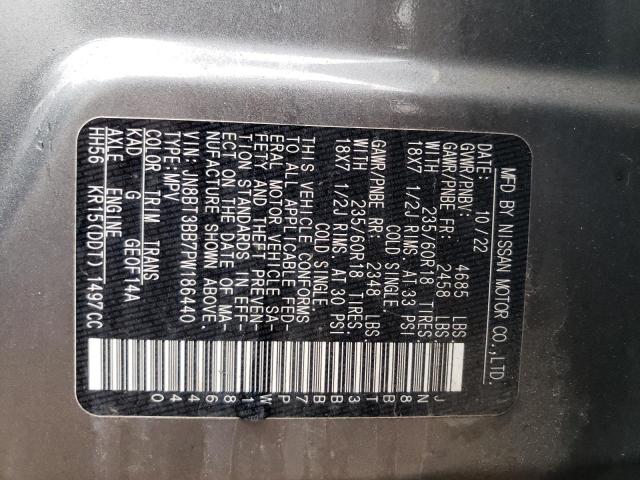 MFD BY NISSAN MOTOR CO.,LTD.
DATE: 10/22
GVWR/PNBV: 4685 LBS.
GAWR/PNBE FR: 2458 LBS.
WITH 235/60R18 TIRES.
18X7 1/2J RIMS AT 33 PSI
COLD SINGLE.
GAWR/PNBE RR: 2348 LBS.
WITH 235/60R18 TIRES.
18X7 1/2J RIMS AT 30 PSI
COLD SINGLE.
THIS VEHICLE CONFORMS
TO ALL APPLICABLE FED-
ERAL MOTOR VEHICLE SA-
FETY AND THEFT PREVEN-
TION STANDARDS IN EFF-
ECT ON THE DATE OF MA-
NUFACTURE SHOWN ABOVE.
JN8BT3BB7PW186440
TYPE:MPV
COLOR TRIM TRANS
KAD G GEOFT4A
AXLE ENGINE
HH56 KR15(DDT) 1497CC
JN8BT3BB7PW186440